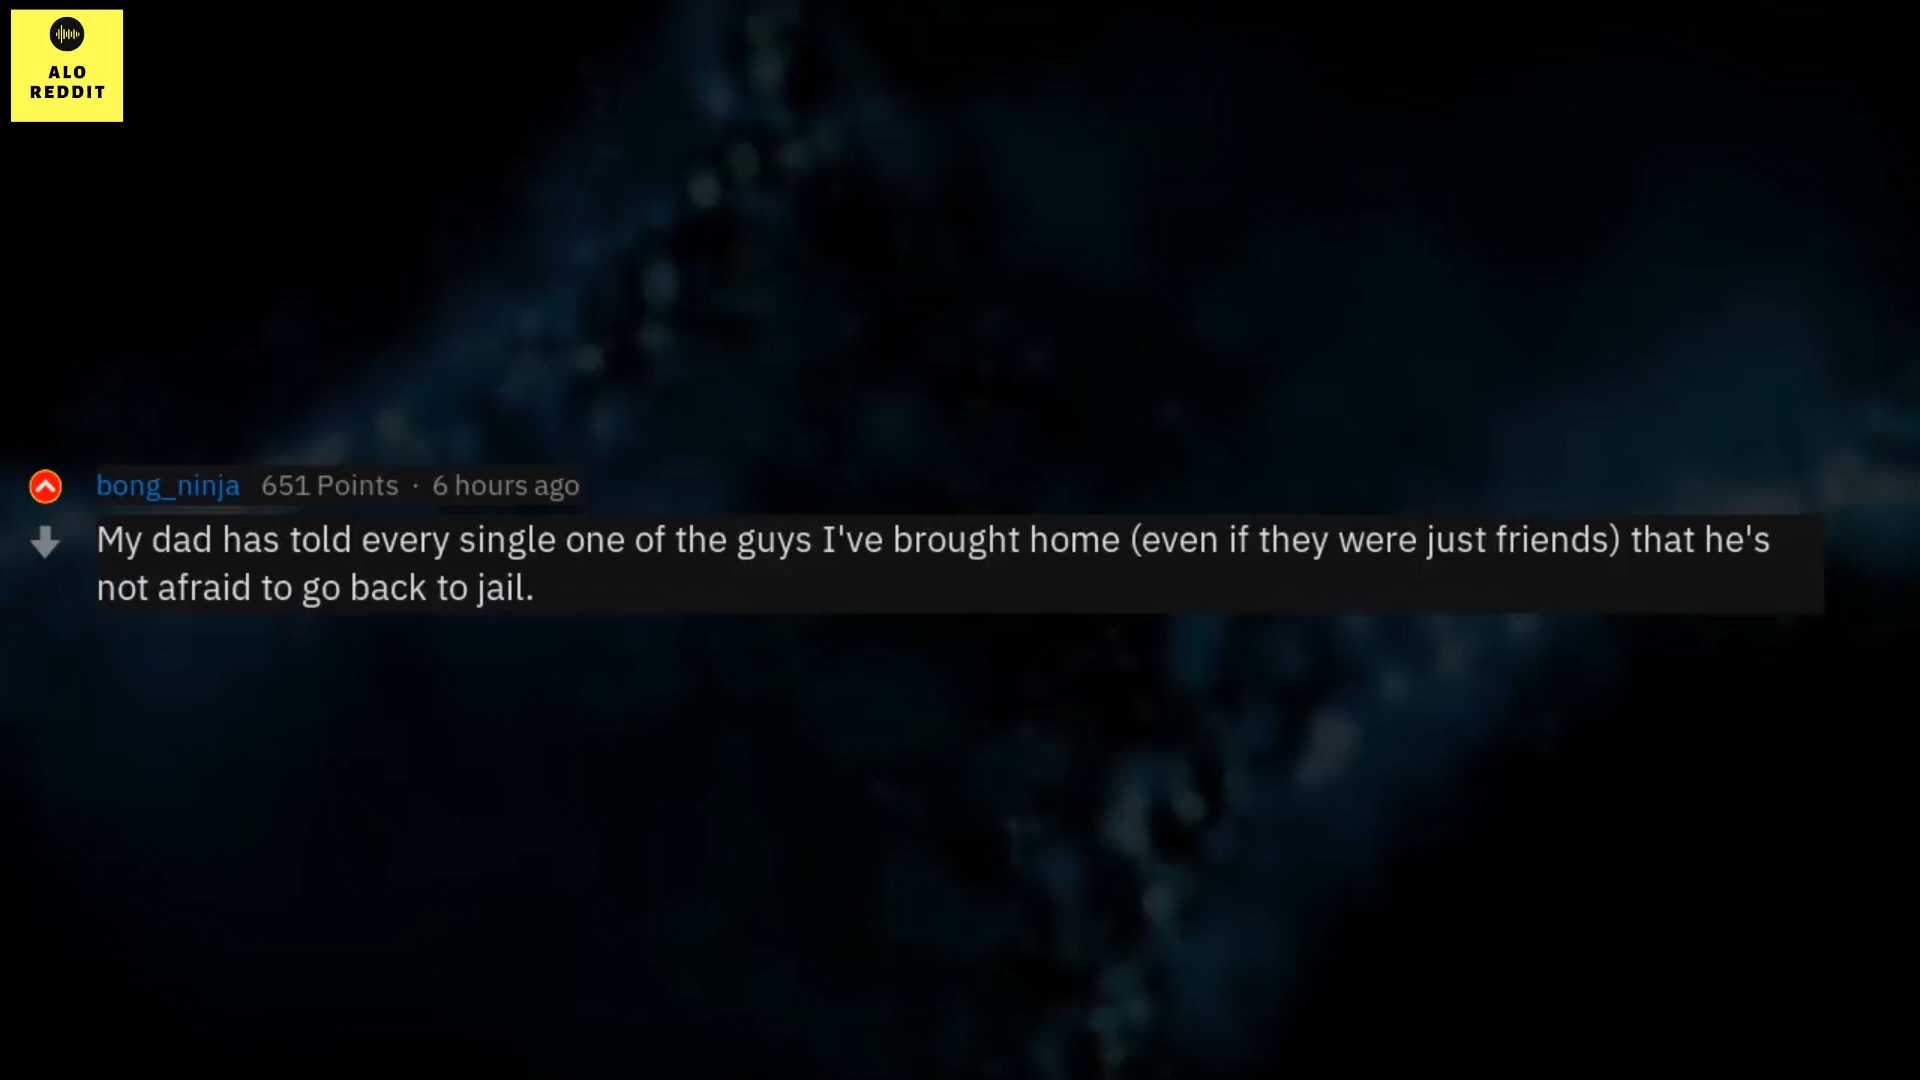 ALO
REDDIT
bong_ninja 651 Points · 6 hours ago
My dad has told every single one of the guys I've brought home (even if they were just friends) that he's
not afraid to go back to jail.